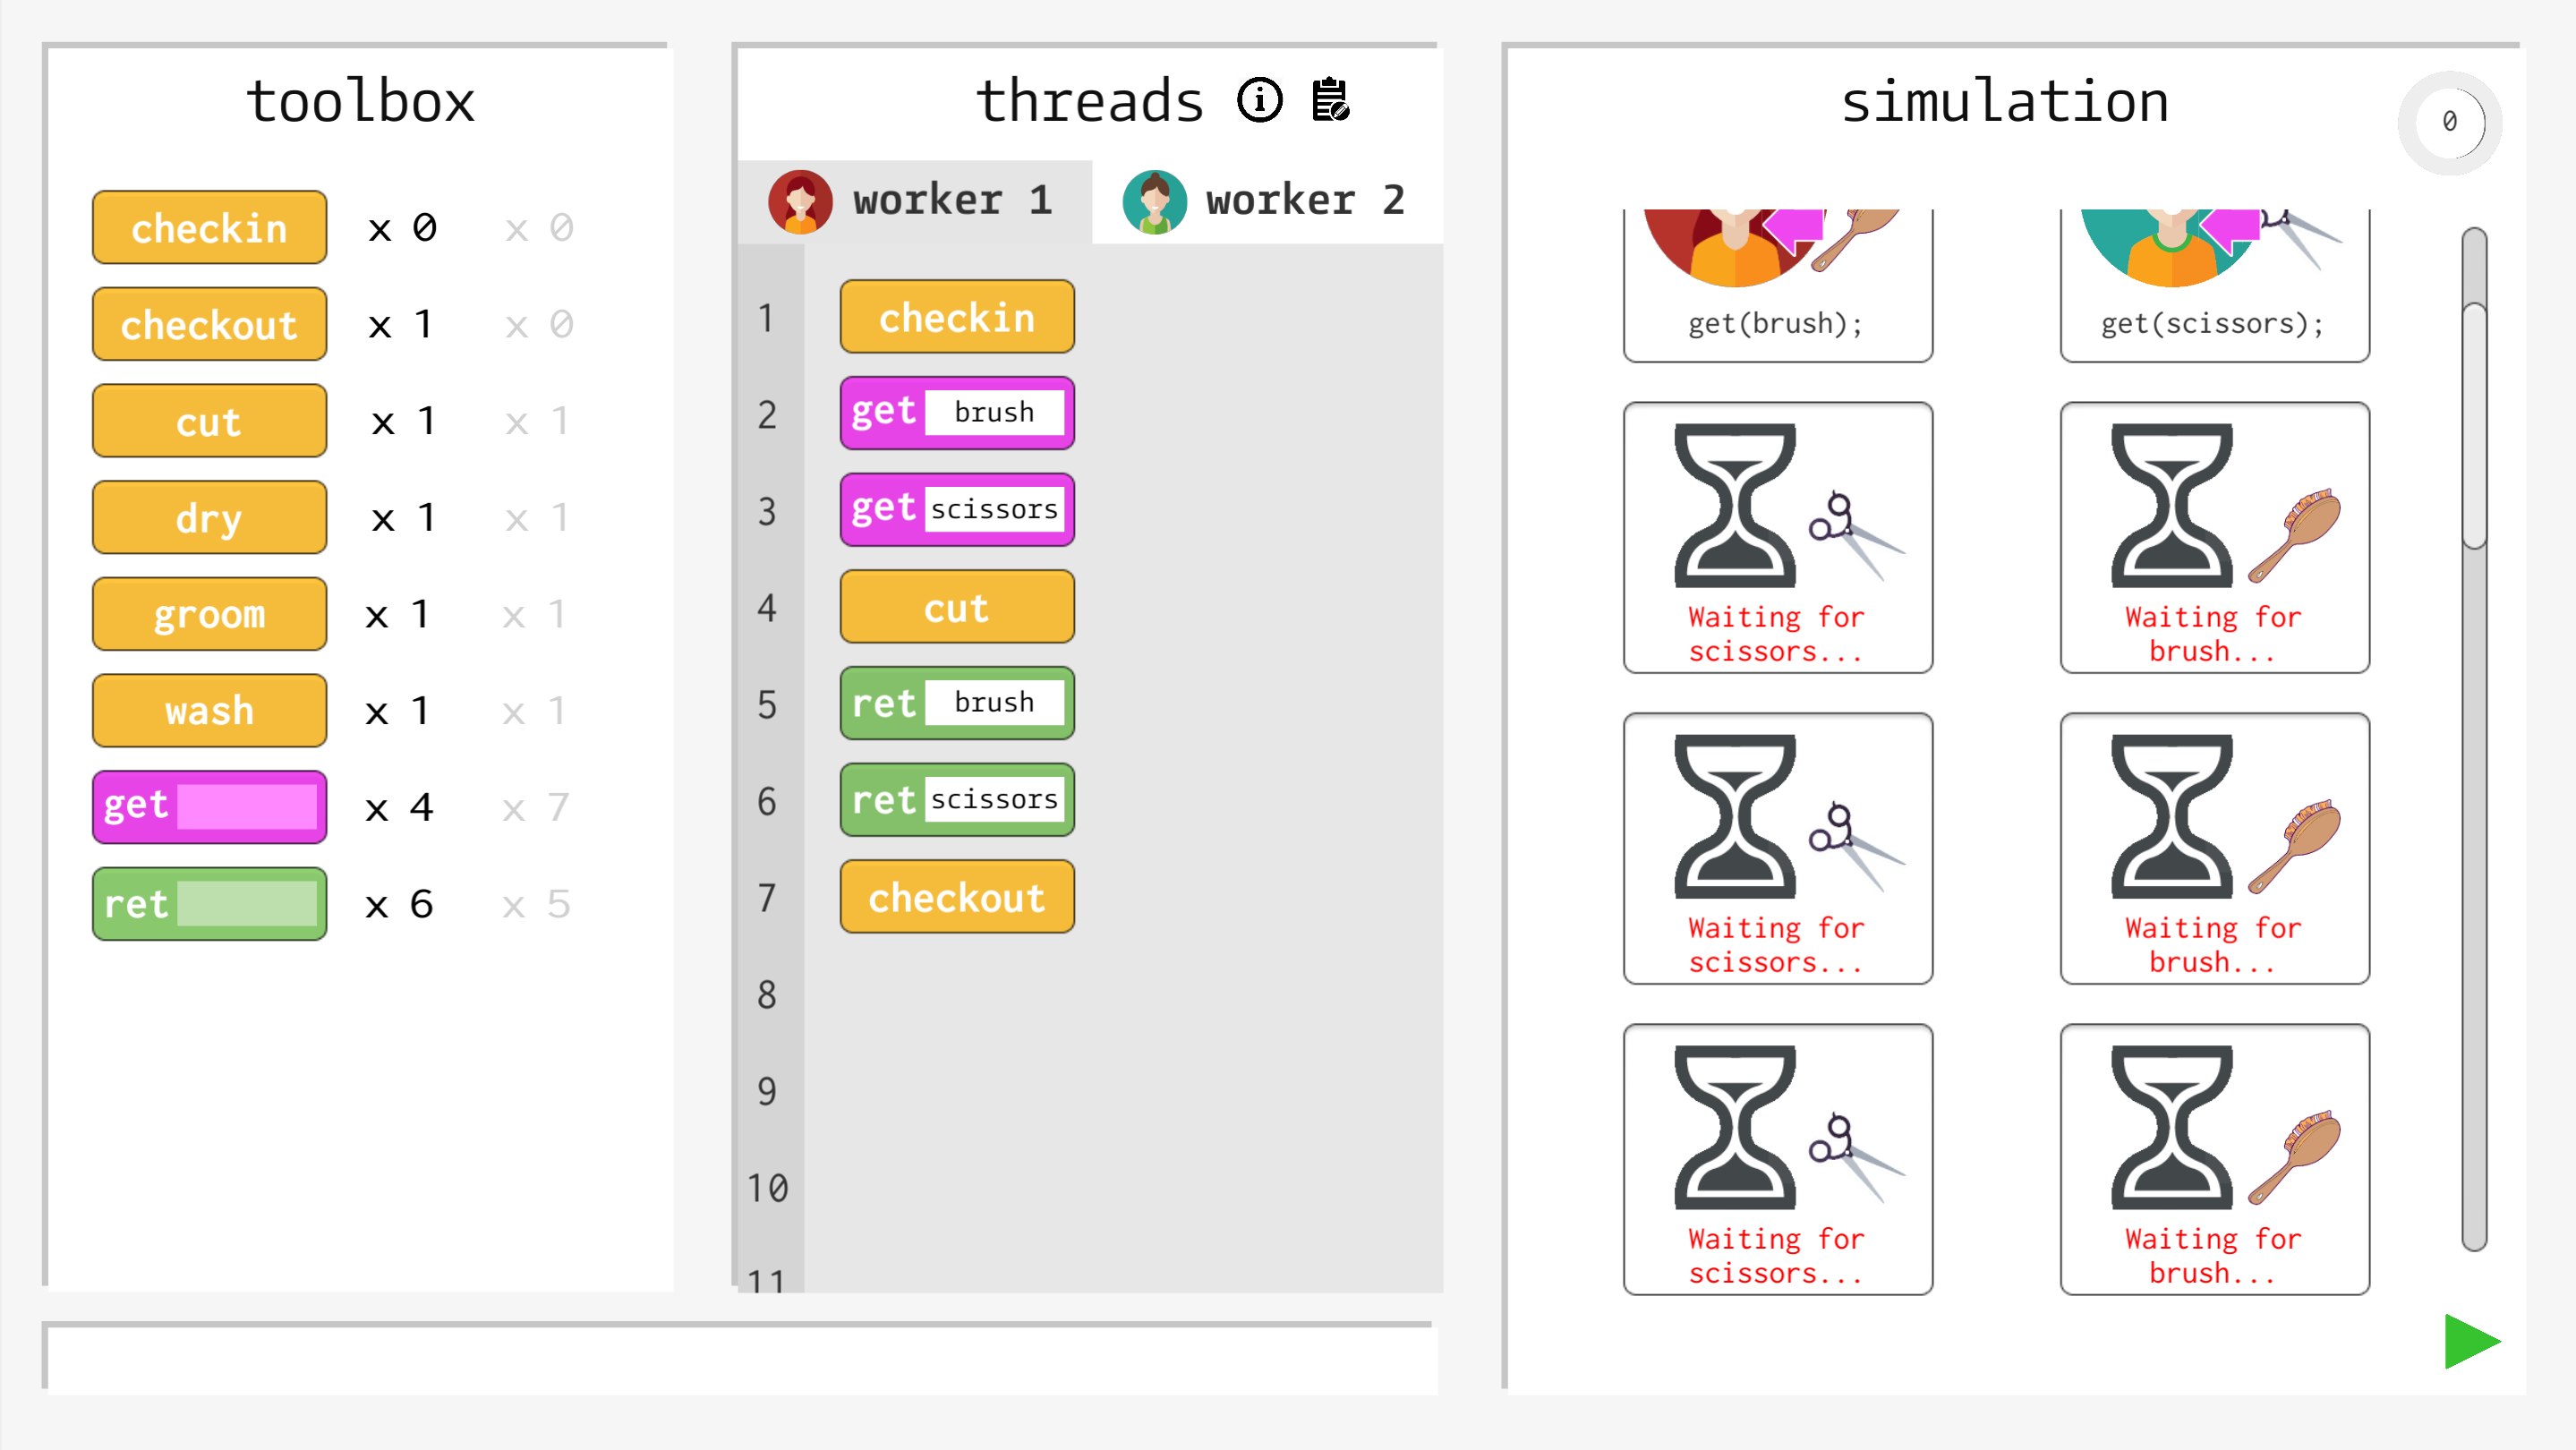 toolbox
checkin x 0 x 0
checkout x 1 x 0
cut x 1 x 1
dry x 1 x 1
groom x 1 x 1
wash x 1 x 1
get x 4 x 7
ret x 6 x 5
threads
worker 1 worker 2
1 checkin
2 get brush
3 get scissors
4 cut
5 ret brush
6 ret scissors
7 checkout
8
9
10
11
simulation
0
get(brush); get(scissors);
Waiting for
scissors...
Waiting for
brush...
Waiting for
scissors...
Waiting for
brush...
Waiting for
scissors...
Waiting for
brush...